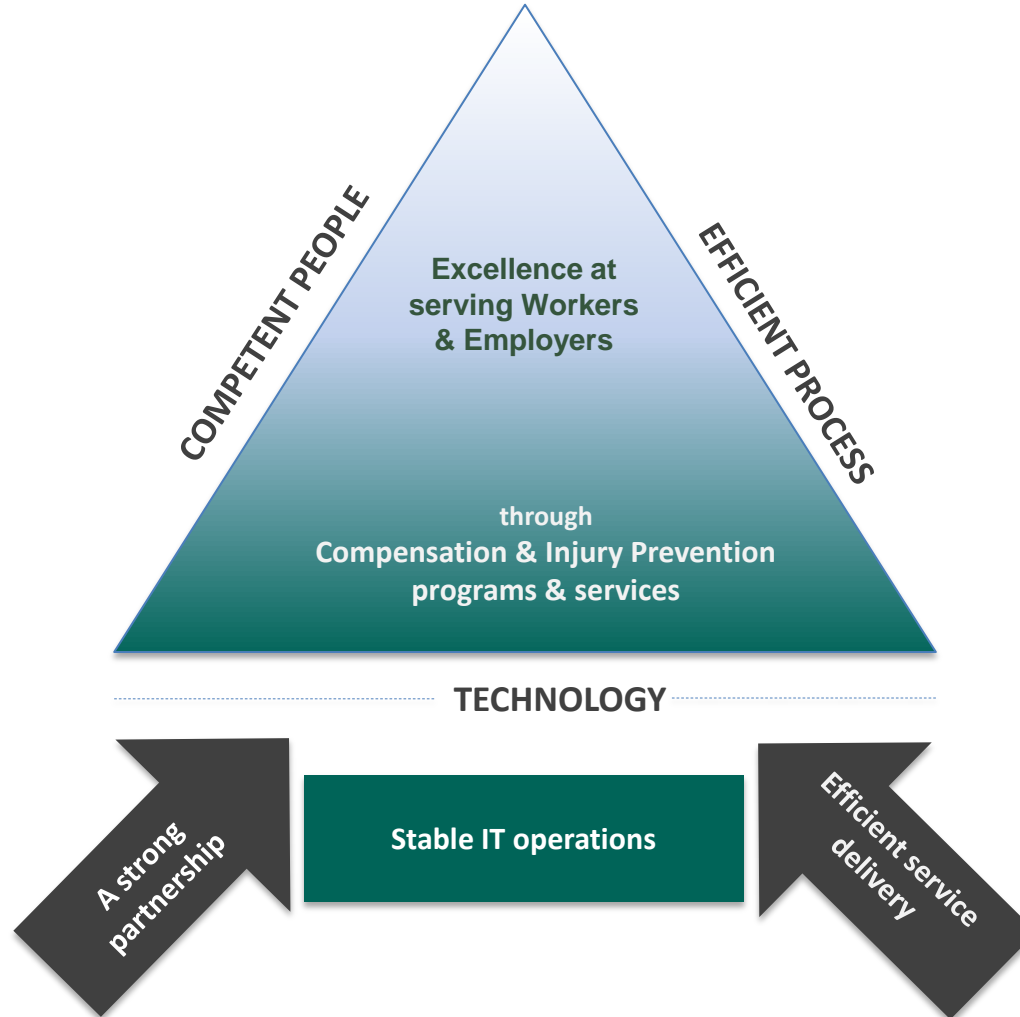 COMPETENT PEOPLE
EFFICIENT PROCESS
Excellence at
serving Workers
& Employers
through
Compensation & Injury Prevention
programs & services
TECHNOLOGY
A strong
partnership
Stable IT operations
Efficient service
delivery